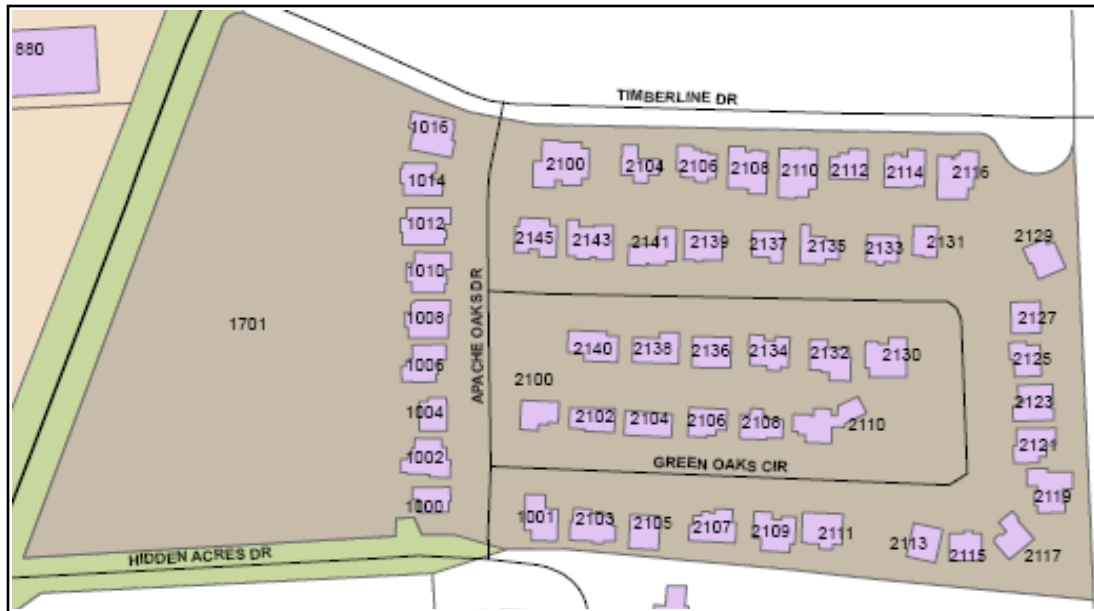 880
TIMBERLINE DR
1016
2100 2104 2106 2108 2110 2112 2114 2116
1014
1012
2145 2143 2141 2139 2137 2135 2133 2131 2129
1010
1701
1008
APACHE OAKS DR
2127
2140 2138 2136 2134 2132 2130
2125
1006
2100
2123
1004
2102 2104 2106 2108 2110
2121
1002
GREEN OAKS CIR
2119
1000
1001 2103 2105 2107 2109 2111
2113 2115 2117
HIDDEN ACRES DR